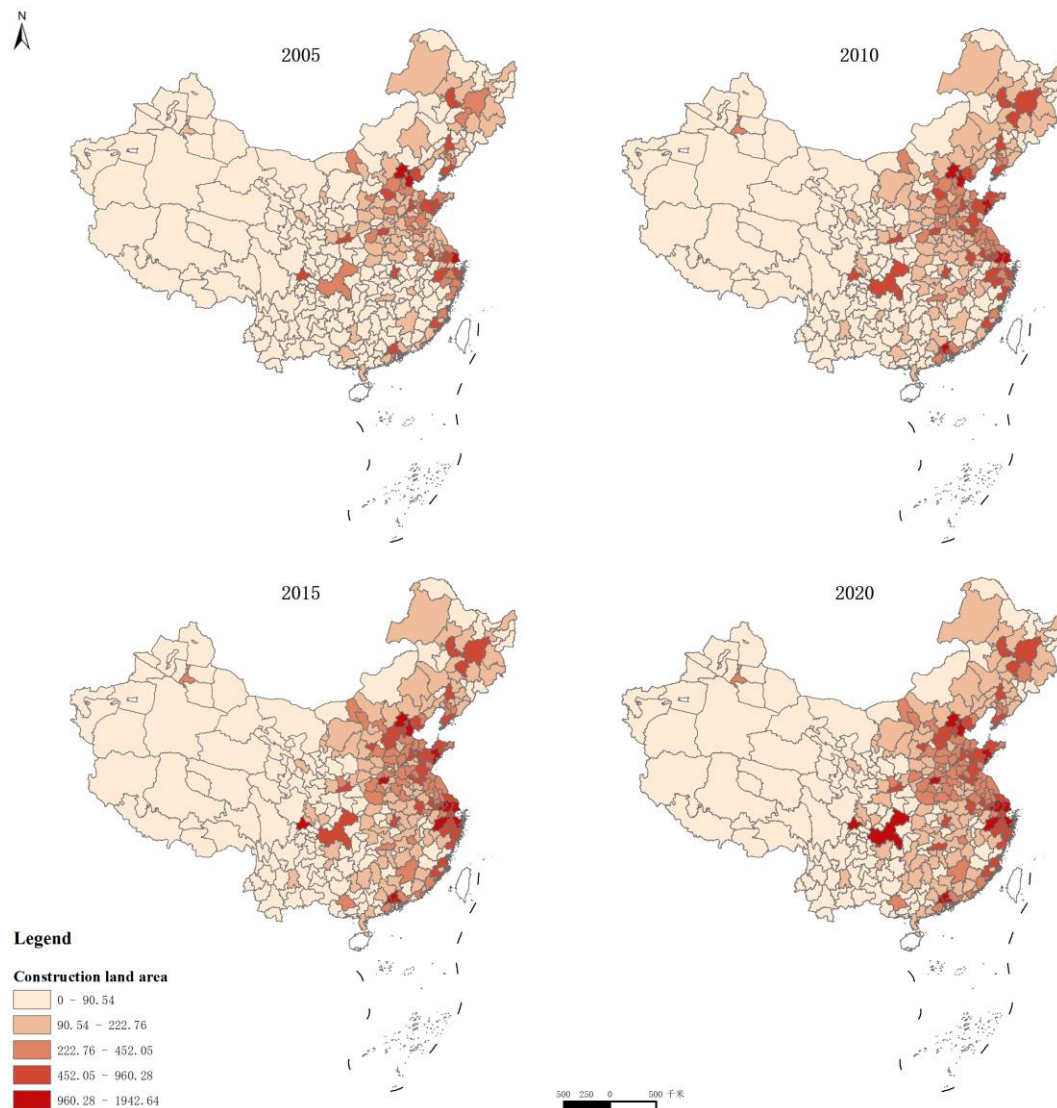 N
2005
2010
2015
2020
Legend
Construction land area
0 - 90.54
90.54 - 222.76
222.76 - 452.05
452.05 - 960.28
960.28 - 1942.64
500 250 0 500 千米